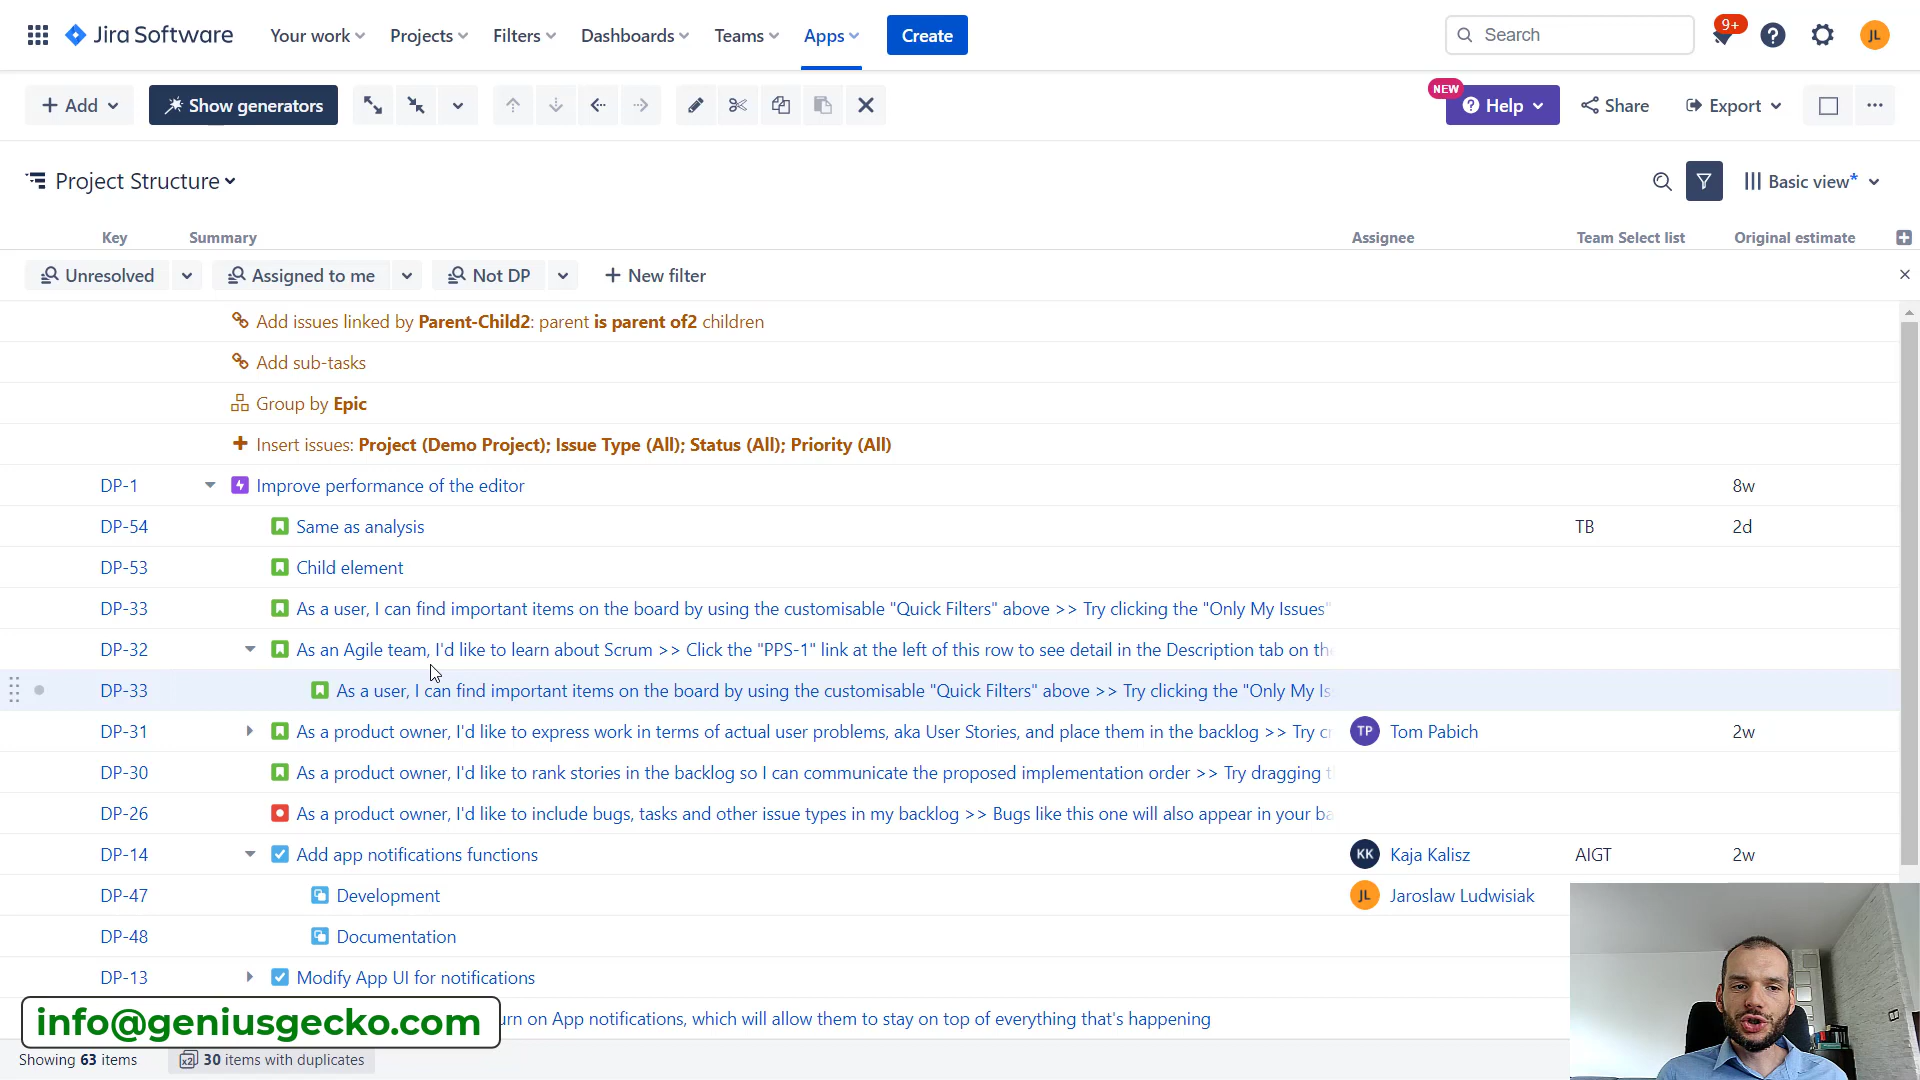 Jira Software Your work Projects Filters Dashboards Teams Apps Create Search 9+ JL
Add Show generators NEW Help Share Export
Project Structure Basic view*
Key Summary Assignee Team Select list Original estimate
Unresolved Assigned to me Not DP New filter
Add issues linked by Parent-Child2: parent is parent of2 children
Add sub-tasks
Group by Epic
Insert issues: Project (Demo Project); Issue Type (All); Status (All); Priority (All)
DP-1 Improve performance of the editor 8w
DP-54 Same as analysis TB 2d
DP-53 Child element
DP-33 As a user, I can find important items on the board by using the customisable "Quick Filters" above >> Try clicking the "Only My Issues"
DP-32 As an Agile team, I'd like to learn about Scrum >> Click the "PPS-1" link at the left of this row to see detail in the Description tab on the
DP-33 As a user, I can find important items on the board by using the customisable "Quick Filters" above >> Try clicking the "Only My Is
DP-31 As a product owner, I'd like to express work in terms of actual user problems, aka User Stories, and place them in the backlog >> Try c TP Tom Pabich 2w
DP-30 As a product owner, I'd like to rank stories in the backlog so I can communicate the proposed implementation order >> Try dragging
DP-26 As a product owner, I'd like to include bugs, tasks and other issue types in my backlog >> Bugs like this one will also appear in your ba
DP-14 Add app notifications functions KK Kaja Kalisz AIGT 2w
DP-47 Development JL Jaroslaw Ludwisiak
DP-48 Documentation
DP-13 Modify App UI for notifications
info@geniusgecko.com urn on App notifications, which will allow them to stay on top of everything that's happening
Showing 63 items x2 30 items with duplicates